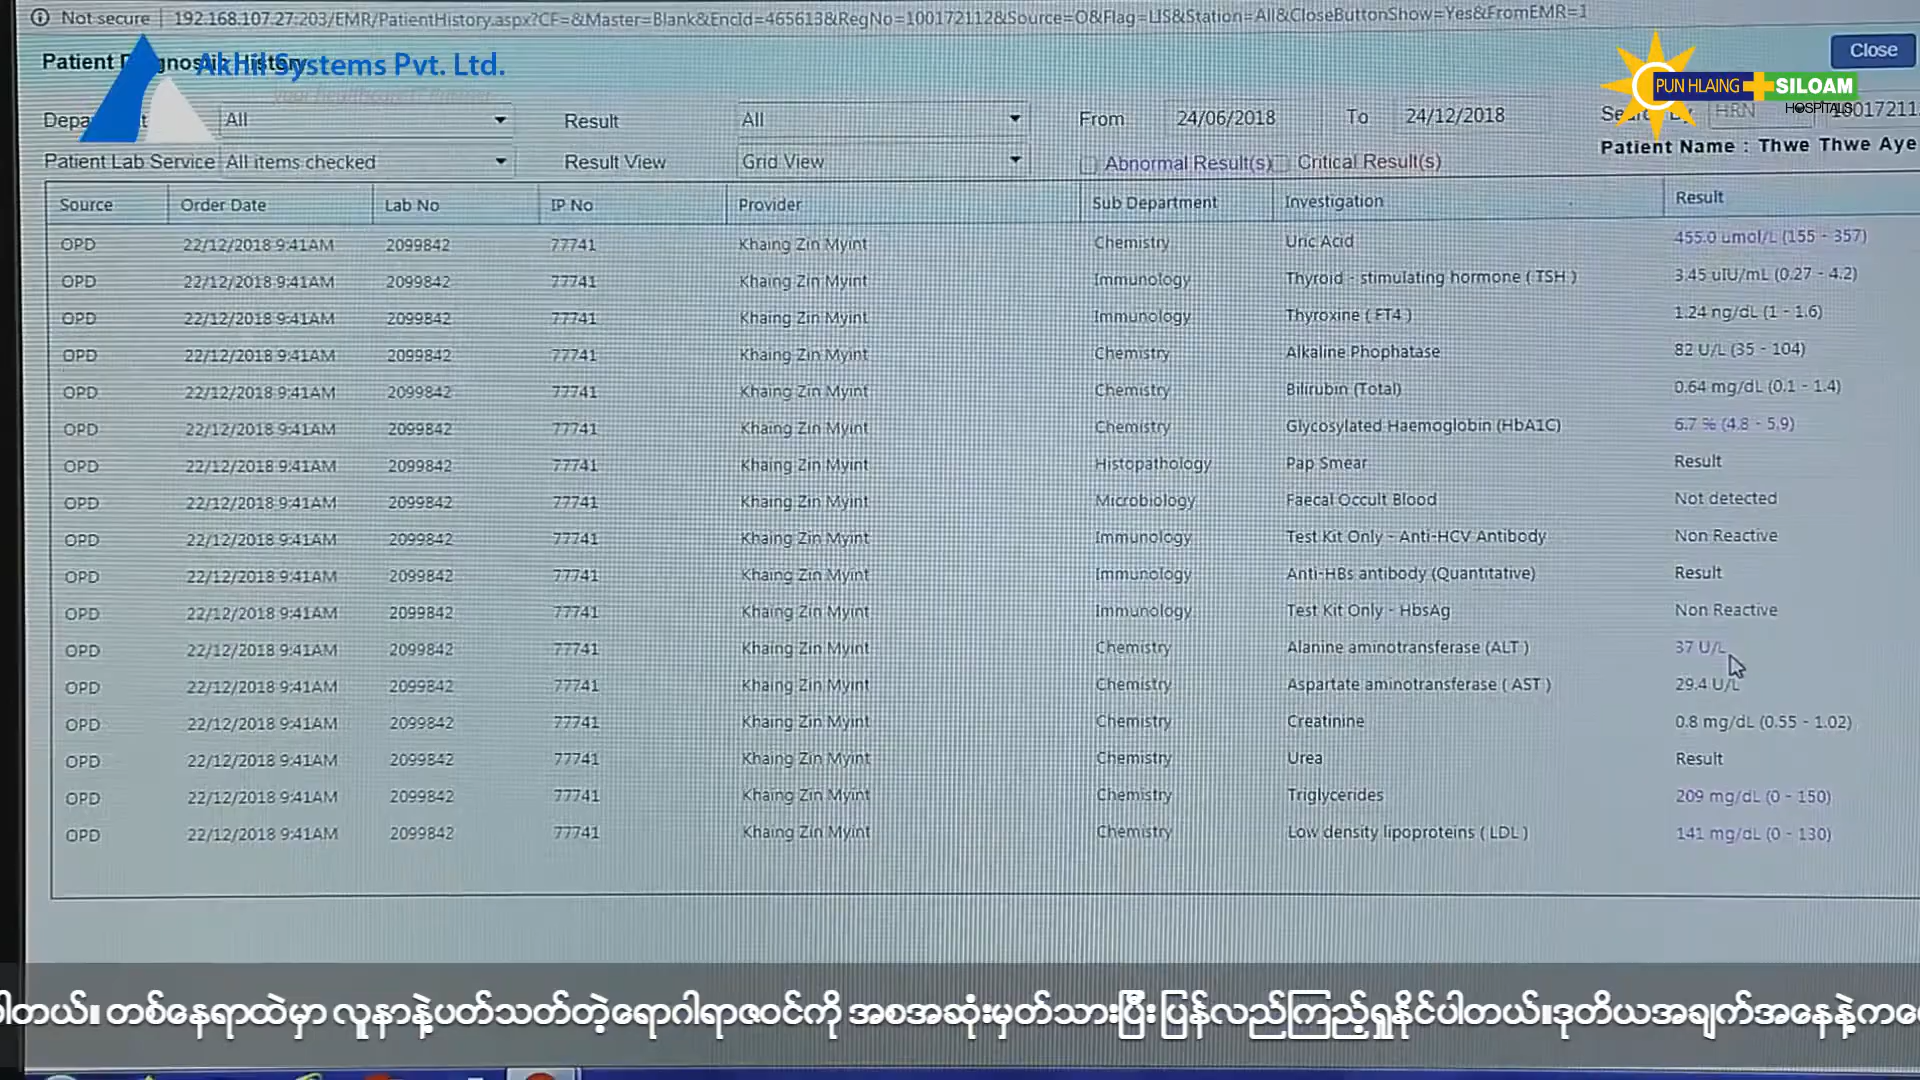 Not secure | 192.168.107.27:203/EMR/PatientHistory.aspx?CF=&Master=Blank&EncId=465613&RegNo=100172112&Source=O&Flag=LIS&Station=All&CloseButtonShow=Yes&FromEMR=1
Patient History
Akhil Systems Pvt. Ltd.
PUN HLAING SILOAM
HOSPITALS
Close
All Result All From 24/06/2018 To 24/12/2018 HRN
Patient Lab Service All items checked Result View Grid View Abnormal Result(s) Critical Result(s) Patient Name : Thwe Thwe Aye
Source Order Date Lab No IP No Provider Sub Department Investigation Result
OPD 22/12/2018 9:41AM 2099842 77741 Khaing Zin Myint Chemistry Uric Acid 455.0 umol/L (155 - 357)
OPD 22/12/2018 9:41AM 2099842 77741 Khaing Zin Myint Immunology Thyroid - stimulating hormone ( TSH ) 3.45 uIU/mL (0.27 - 4.2)
OPD 22/12/2018 9:41AM 2099842 77741 Khaing Zin Myint Immunology Thyroxine ( FT4 ) 1.24 ng/dL (1 - 1.6)
OPD 22/12/2018 9:41AM 2099842 77741 Khaing Zin Myint Chemistry Alkaline Phophatase 82 U/L (35 - 104)
OPD 22/12/2018 9:41AM 2099842 77741 Khaing Zin Myint Chemistry Bilirubin (Total) 0.64 mg/dL (0.1 - 1.4)
OPD 22/12/2018 9:41AM 2099842 77741 Khaing Zin Myint Chemistry Glycosylated Haemoglobin (HbA1C) 6.7 % (4.8 - 5.9)
OPD 22/12/2018 9:41AM 2099842 77741 Khaing Zin Myint Histopathology Pap Smear Result
OPD 22/12/2018 9:41AM 2099842 77741 Khaing Zin Myint Microbiology Faecal Occult Blood Not detected
OPD 22/12/2018 9:41AM 2099842 77741 Khaing Zin Myint Immunology Test Kit Only - Anti-HCV Antibody Non Reactive
OPD 22/12/2018 9:41AM 2099842 77741 Khaing Zin Myint Immunology Anti-HBs antibody (Quantitative) Result
OPD 22/12/2018 9:41AM 2099842 77741 Khaing Zin Myint Immunology Test Kit Only - HbsAg Non Reactive
OPD 22/12/2018 9:41AM 2099842 77741 Khaing Zin Myint Chemistry Alanine aminotransferase (ALT ) 37 U/L
OPD 22/12/2018 9:41AM 2099842 77741 Khaing Zin Myint Chemistry Aspartate aminotransferase ( AST ) 29.4 U/L
OPD 22/12/2018 9:41AM 2099842 77741 Khaing Zin Myint Chemistry Creatinine 0.8 mg/dL (0.55 - 1.02)
OPD 22/12/2018 9:41AM 2099842 77741 Khaing Zin Myint Chemistry Urea Result
OPD 22/12/2018 9:41AM 2099842 77741 Khaing Zin Myint Chemistry Triglycerides 209 mg/dL (0 - 150)
OPD 22/12/2018 9:41AM 2099842 77741 Khaing Zin Myint Chemistry Low density lipoproteins ( LDL ) 141 mg/dL (0 - 130)
ပါတယ်။ တစ်နေရာထဲမှာ လူနာနဲ့ပတ်သတ်တဲ့ရောဂါရာဇဝင်ကို အစအဆုံးမှတ်သားပြီး ပြန်လည်ကြည့်ရှုနိုင်ပါတယ်။ဒုတိယအချက်အနေနဲ့က